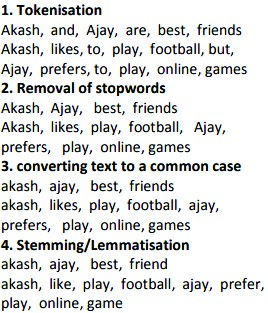 1. Tokenisation
Akash, and, Ajay, are, best, friends
Akash, likes, to, play, football, but,
Ajay, prefers, to, play, online, games
2. Removal of stopwords
Akash, Ajay, best, friends
Akash, likes, play, football, Ajay,
prefers, play, online, games
3. converting text to a common case
akash, ajay, best, friends
akash, likes, play, football, ajay,
prefers, play, online, games
4. Stemming/Lemmatisation
akash, ajay, best, friend
akash, like, play, football, ajay, prefer,
play, online, game